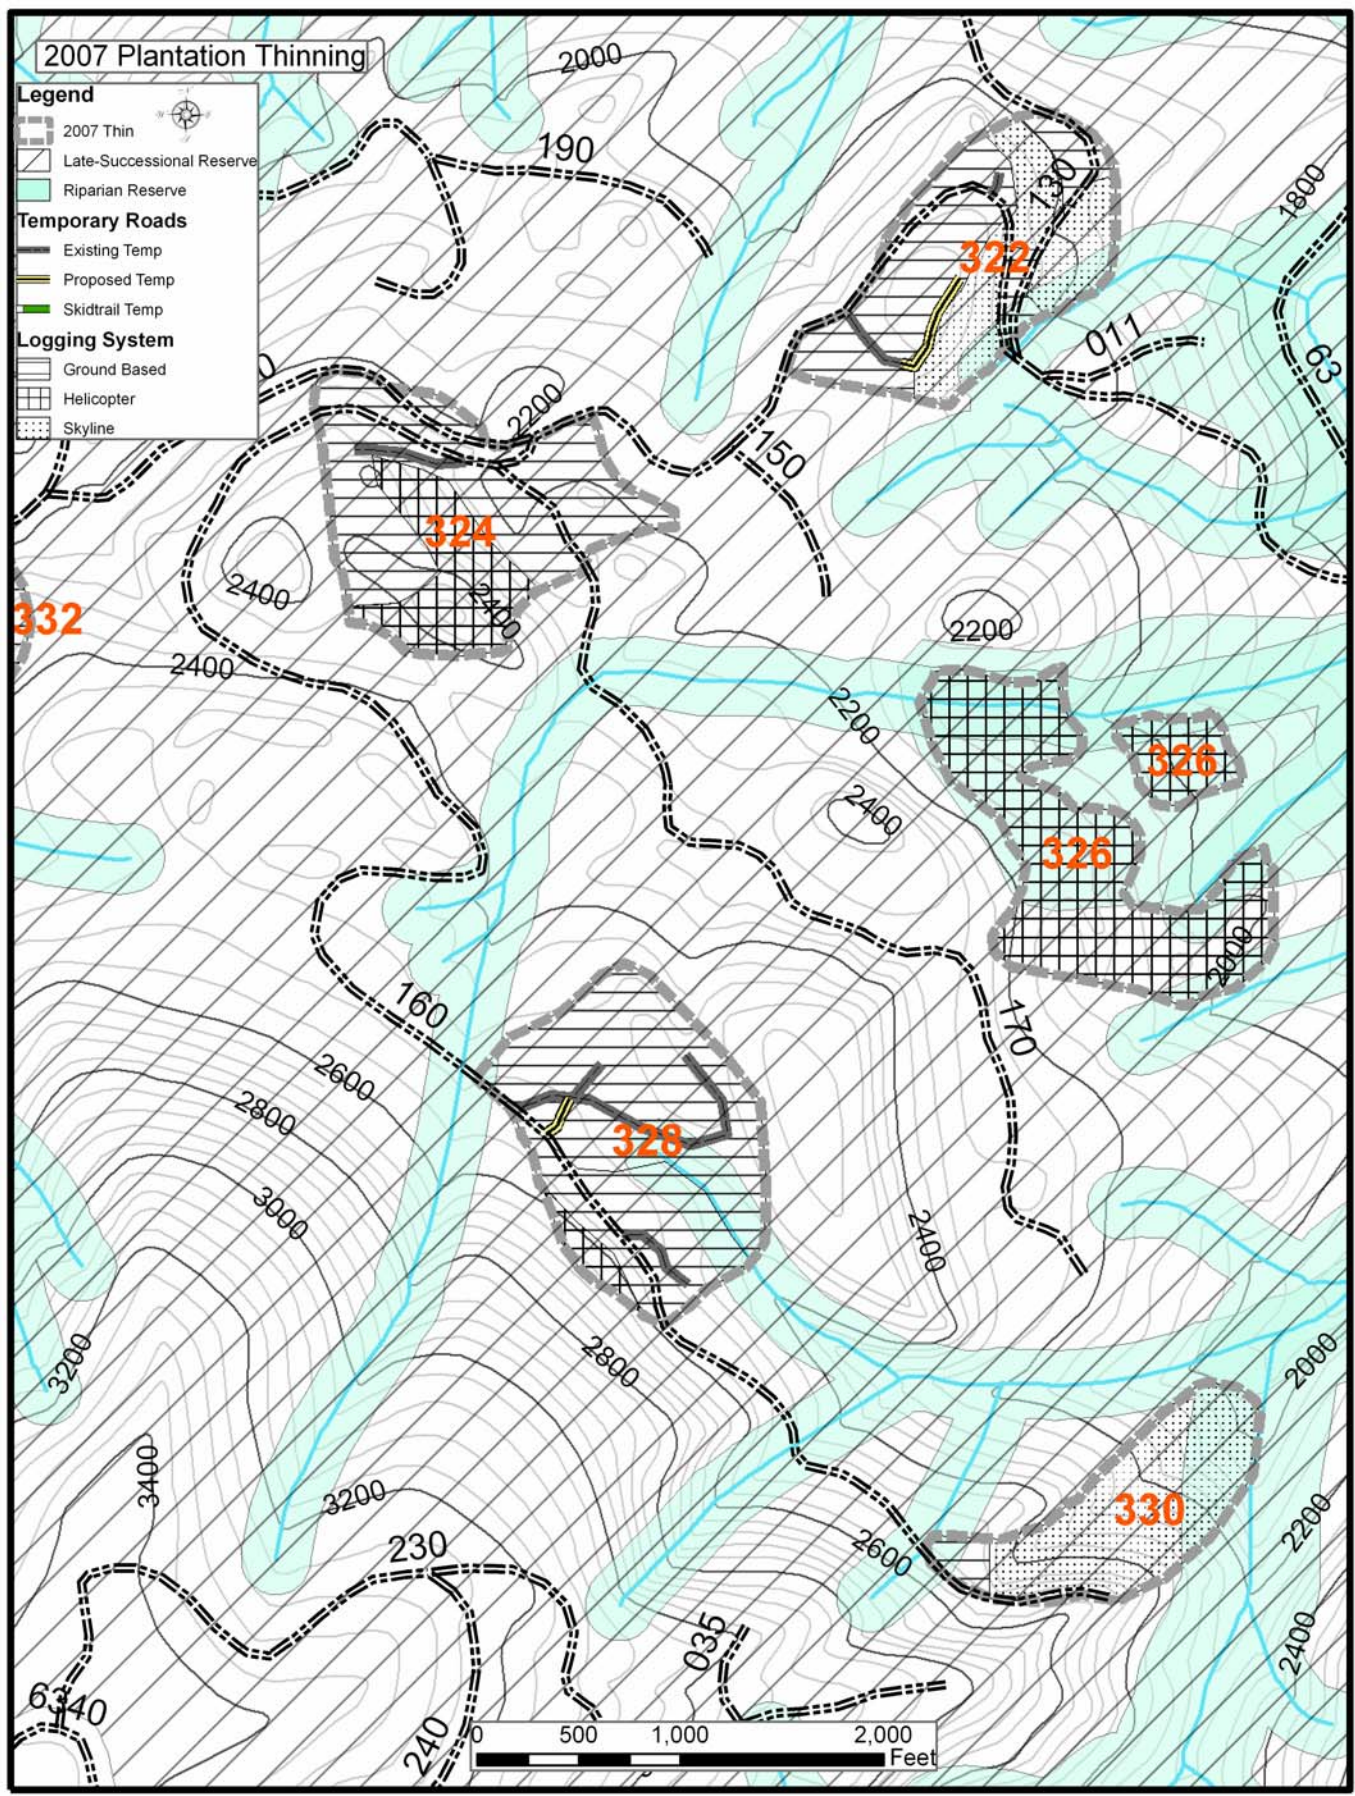 2007 Plantation Thinning
Legend
2007 Thin
Late-Successional Reserve
Riparian Reserve
Temporary Roads
Existing Temp
Proposed Temp
Skidtrail Temp
Logging System
Ground Based
Helicopter
Skyline
2000
190
130
1800
322
011
63
2200
150
324
2400
2400
332
2200
2400
2200
326
2400
326
2000
160
170
2600
2800
328
3000
2400
3200
2800
2000
3400
3200
330
2200
2600
230
035
2400
6340
240
0 500 1,000 2,000
Feet